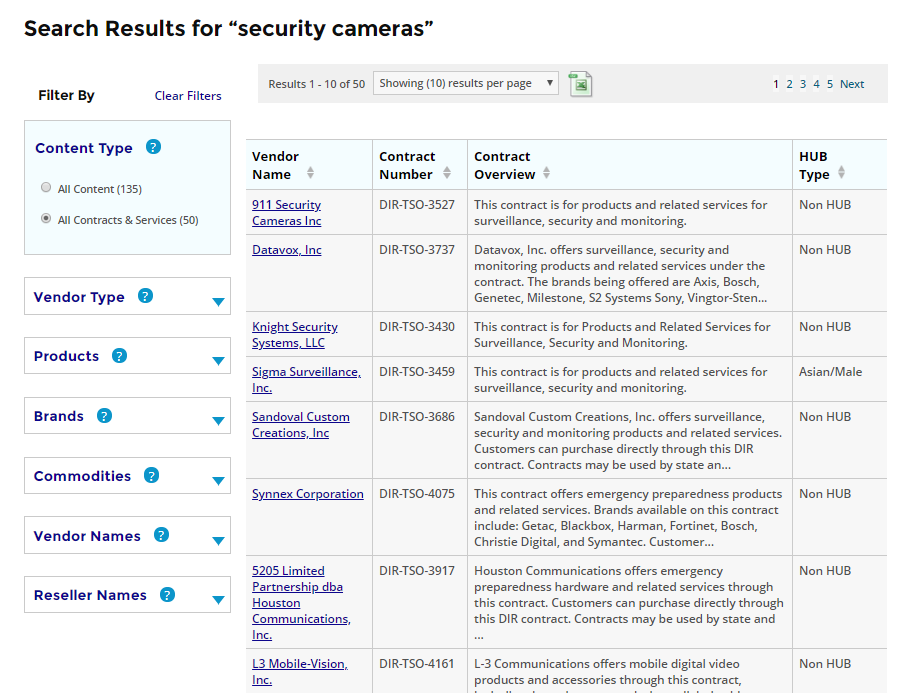 Search Results for “security cameras”
Filter By
Clear Filters
Results 1 - 10 of 50
Showing (10) results per page
1 2 3 4 5 Next
Content Type ?
All Content (135)
All Contracts & Services (50)
Vendor Type ?
Products ?
Brands ?
Commodities ?
Vendor Names ?
Reseller Names ?
Vendor
Name
Contract
Number
Contract
Overview
HUB
Type
911 Security
Cameras Inc
DIR-TSO-3527
This contract is for products and related services for
surveillance, security and monitoring.
Non HUB
Datavox, Inc
DIR-TSO-3737
Datavox, Inc. offers surveillance, security and
monitoring products and related services under the
contract. The brands being offered are Axis, Bosch,
Genetec, Milestone, S2 Systems Sony, Vingtor-Sten...
Non HUB
Knight Security
Systems, LLC
DIR-TSO-3430
This contract is for Products and Related Services for
Surveillance, Security and Monitoring.
Non HUB
Sigma Surveillance,
Inc.
DIR-TSO-3459
This contract is for products and related services for
surveillance, security and monitoring.
Asian/Male
Sandoval Custom
Creations, Inc
DIR-TSO-3686
Sandoval Custom Creations, Inc. offers surveillance,
security and monitoring products and related services.
Customers can purchase directly through this DIR
contract. Contracts may be used by state an...
Non HUB
Synnex Corporation
DIR-TSO-4075
This contract offers emergency preparedness products
and related services. Brands available on this contract
include: Getac, Blackbox, Harman, Fortinet, Bosch,
Christie Digital, and Symantec. Customer...
Non HUB
5205 Limited
Partnership dba
Houston
Communications,
Inc.
DIR-TSO-3917
Houston Communications offers emergency
preparedness hardware and related services through
this contract. Customers can purchase directly through
this DIR contract. Contracts may be used by state and
...
Non HUB
L3 Mobile-Vision,
Inc.
DIR-TSO-4161
L-3 Communications offers mobile digital video
products and accessories through this contract,
Non HUB